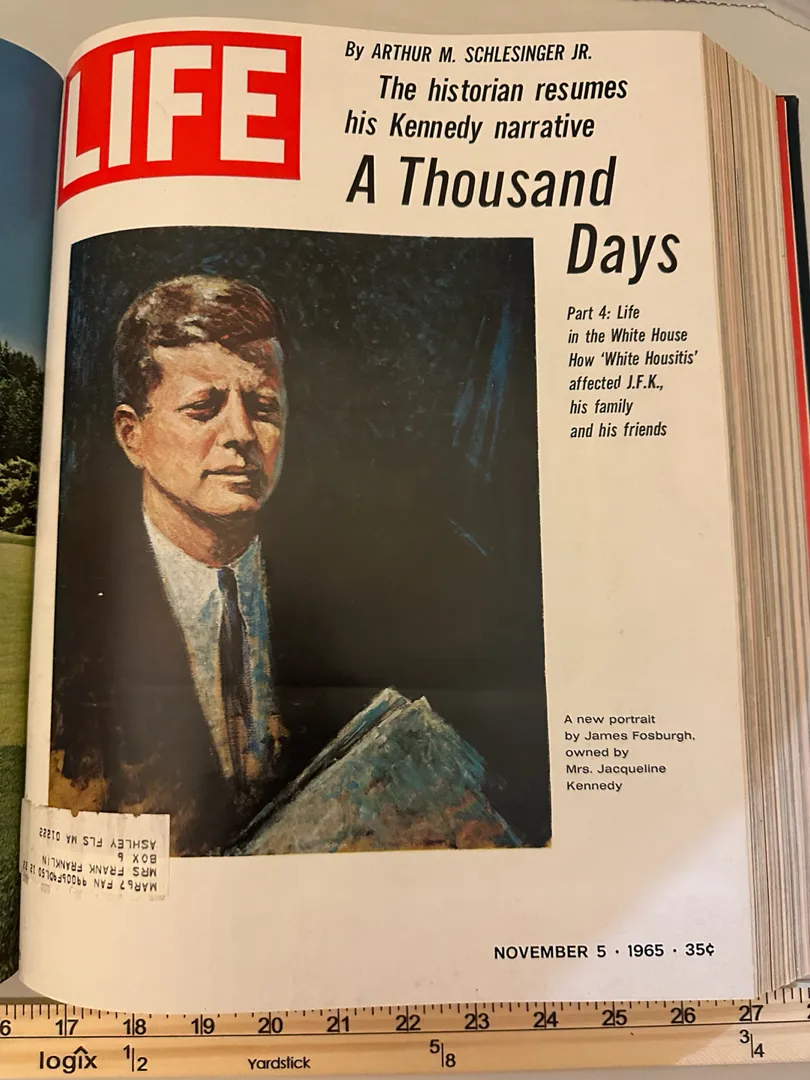 LIFE
By ARTHUR M. SCHLESINGER JR.
The historian resumes
his Kennedy narrative
A Thousand
Days
Part 4: Life
in the White House
How 'White Housitis'
affected J.F.K.,
his family
and his friends
A new portrait
by James Fosburgh,
owned by
Mrs. Jacqueline
Kennedy
MAR67 FAN
MRS FRANK FRANKLIN
BOX 6
ASHLEY FLS MA 01222
NOVEMBER 5 · 1965 · 35¢
17 18 19 20 21 22 23 24 25 26 27
logix 1/2 Yardstick 5/8 3/4